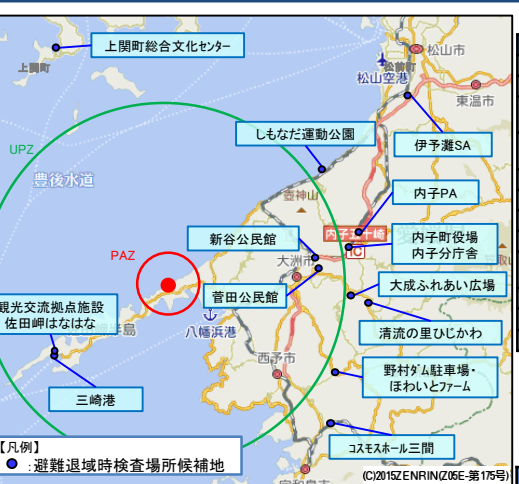 上関町総合文化センター
上関町
松山市
松前町
松山空港
東温市
UPZ
しもなだ運動公園
伊予灘SA
豊後水道
壺神山
内子PA
PAZ
新谷公民館
内子五十崎
IC
内子町役場
内子分庁舎
大洲市
菅田公民館
大成ふれあい広場
観光交流拠点施設
佐田岬はなはな
八幡浜港
清流の里ひじかわ
西予市
野村ダム駐車場・
ほわいとファーム
三崎港
コスモスホール三間
【凡例】
:避難退域時検査場所候補地
(C)2015ZENRIN(Z05E-第175号)